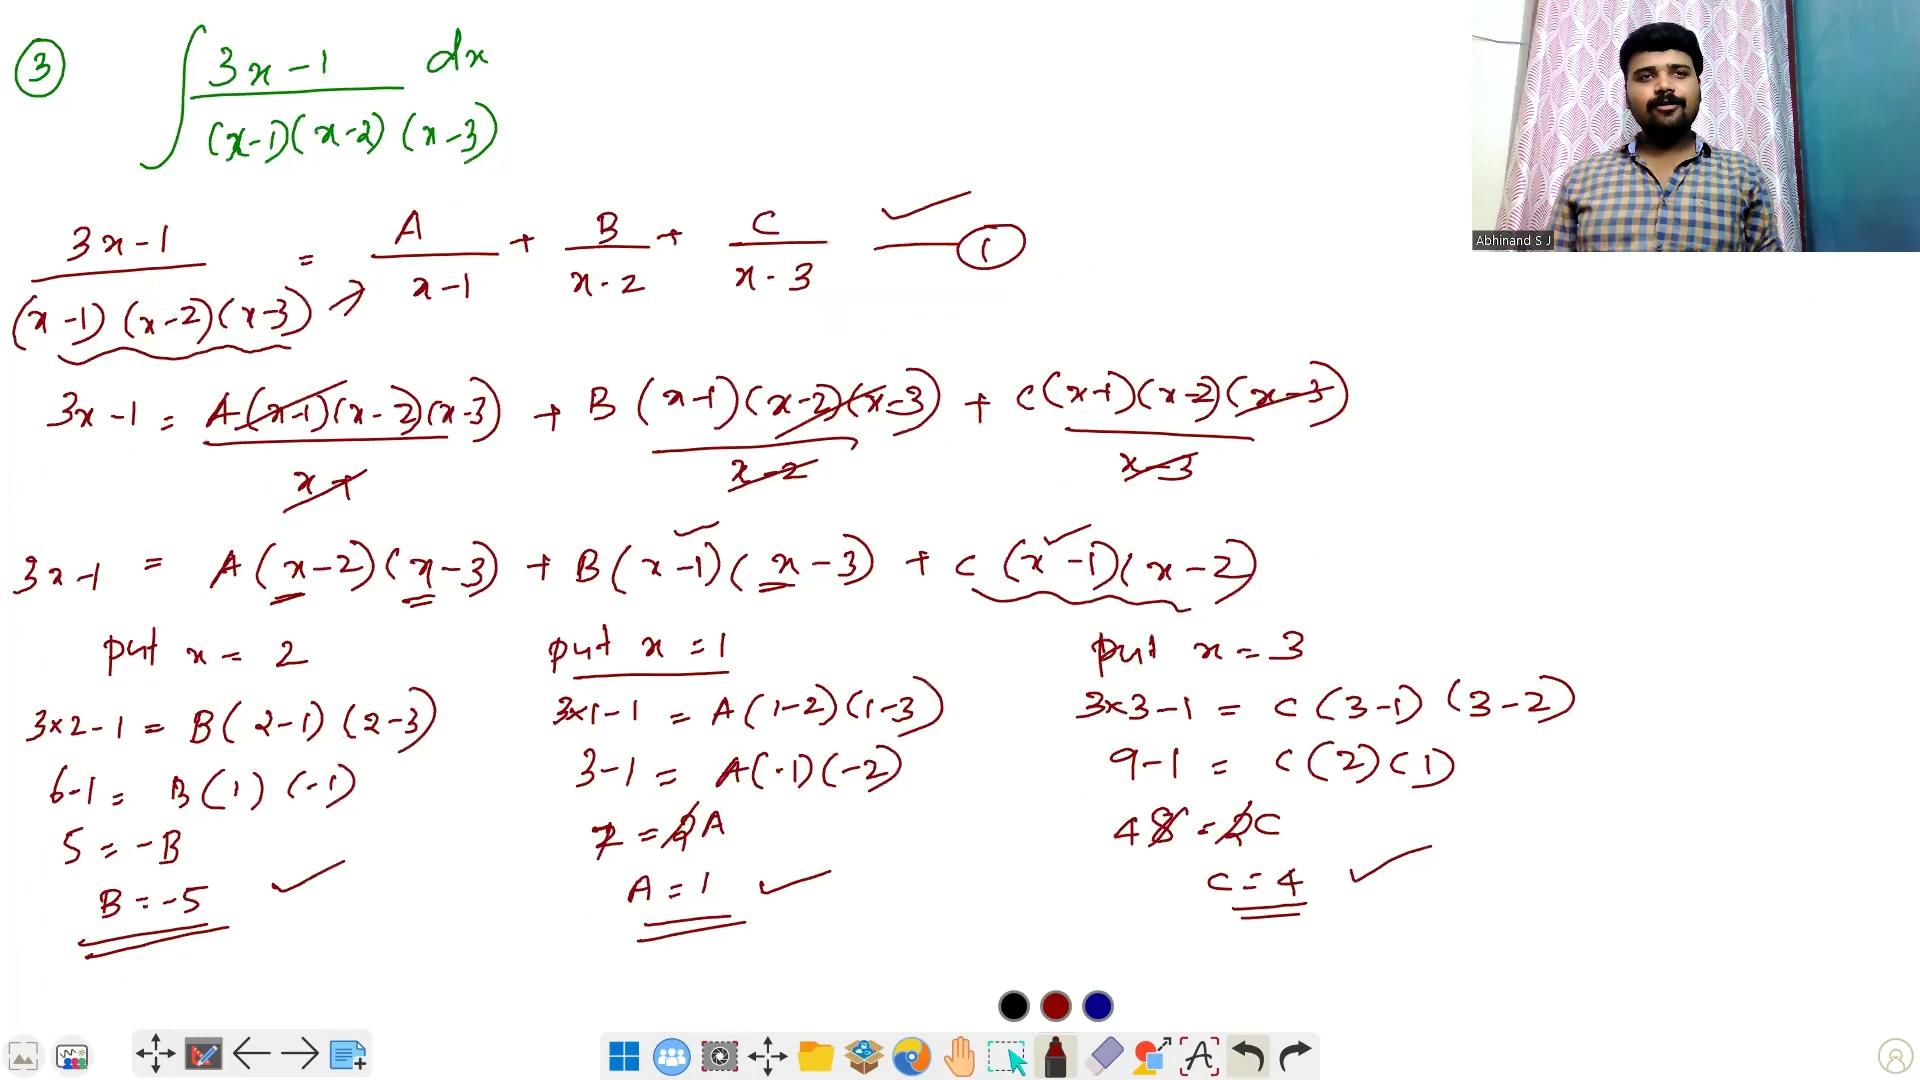 3 ∫ 3x-1 / (x-1)(x-2)(x-3) dx
Abhinand S J
3x-1 / (x-1)(x-2)(x-3) = A / x-1 + B / x-2 + C / x-3 1
3x-1 = A(x-1)(x-2)(x-3) / x-1 + B(x-1)(x-2)(x-3) / x-2 + C(x-1)(x-2)(x-3) / x-3
3x-1 = A(x-2)(x-3) + B(x-1)(x-3) + C(x-1)(x-2)
put x = 2
3×2-1 = B(2-1)(2-3)
6-1 = B(1)(-1)
5 = -B
B = -5
put x = 1
3×1-1 = A(1-2)(1-3)
3-1 = A(-1)(-2)
2 = 2A
A = 1
put x = 3
3×3-1 = C(3-1)(3-2)
9-1 = C(2)(1)
4 8 = 2C
C = 4